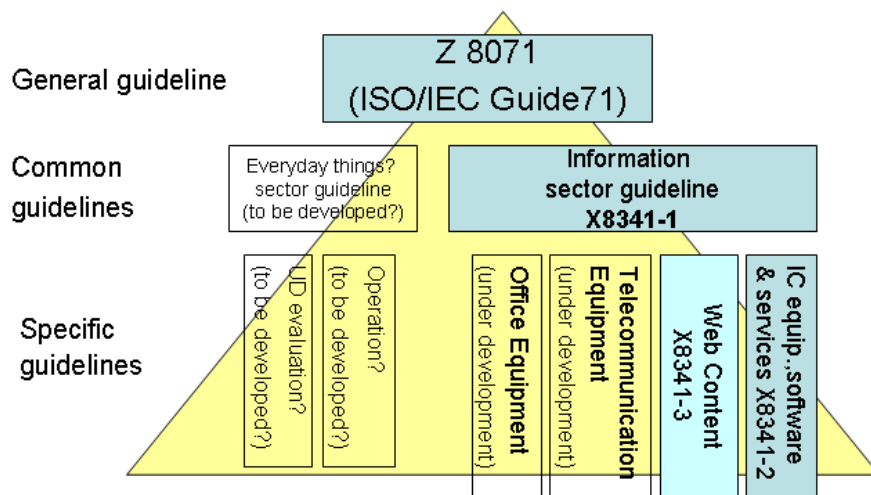 General guideline
Z 8071
(ISO/IEC Guide71)
Common
guidelines
Everyday things?
sector guideline
(to be developed?)
Information
sector guideline
X8341-1
Specific
guidelines
UD evaluation?
(to be developed?)
Operation?
(to be developed?)
Office Equipment
(under development)
Telecommunication
Equipment
(under development)
Web Content
X8341-3
IC equip.,software
& services X8341-2